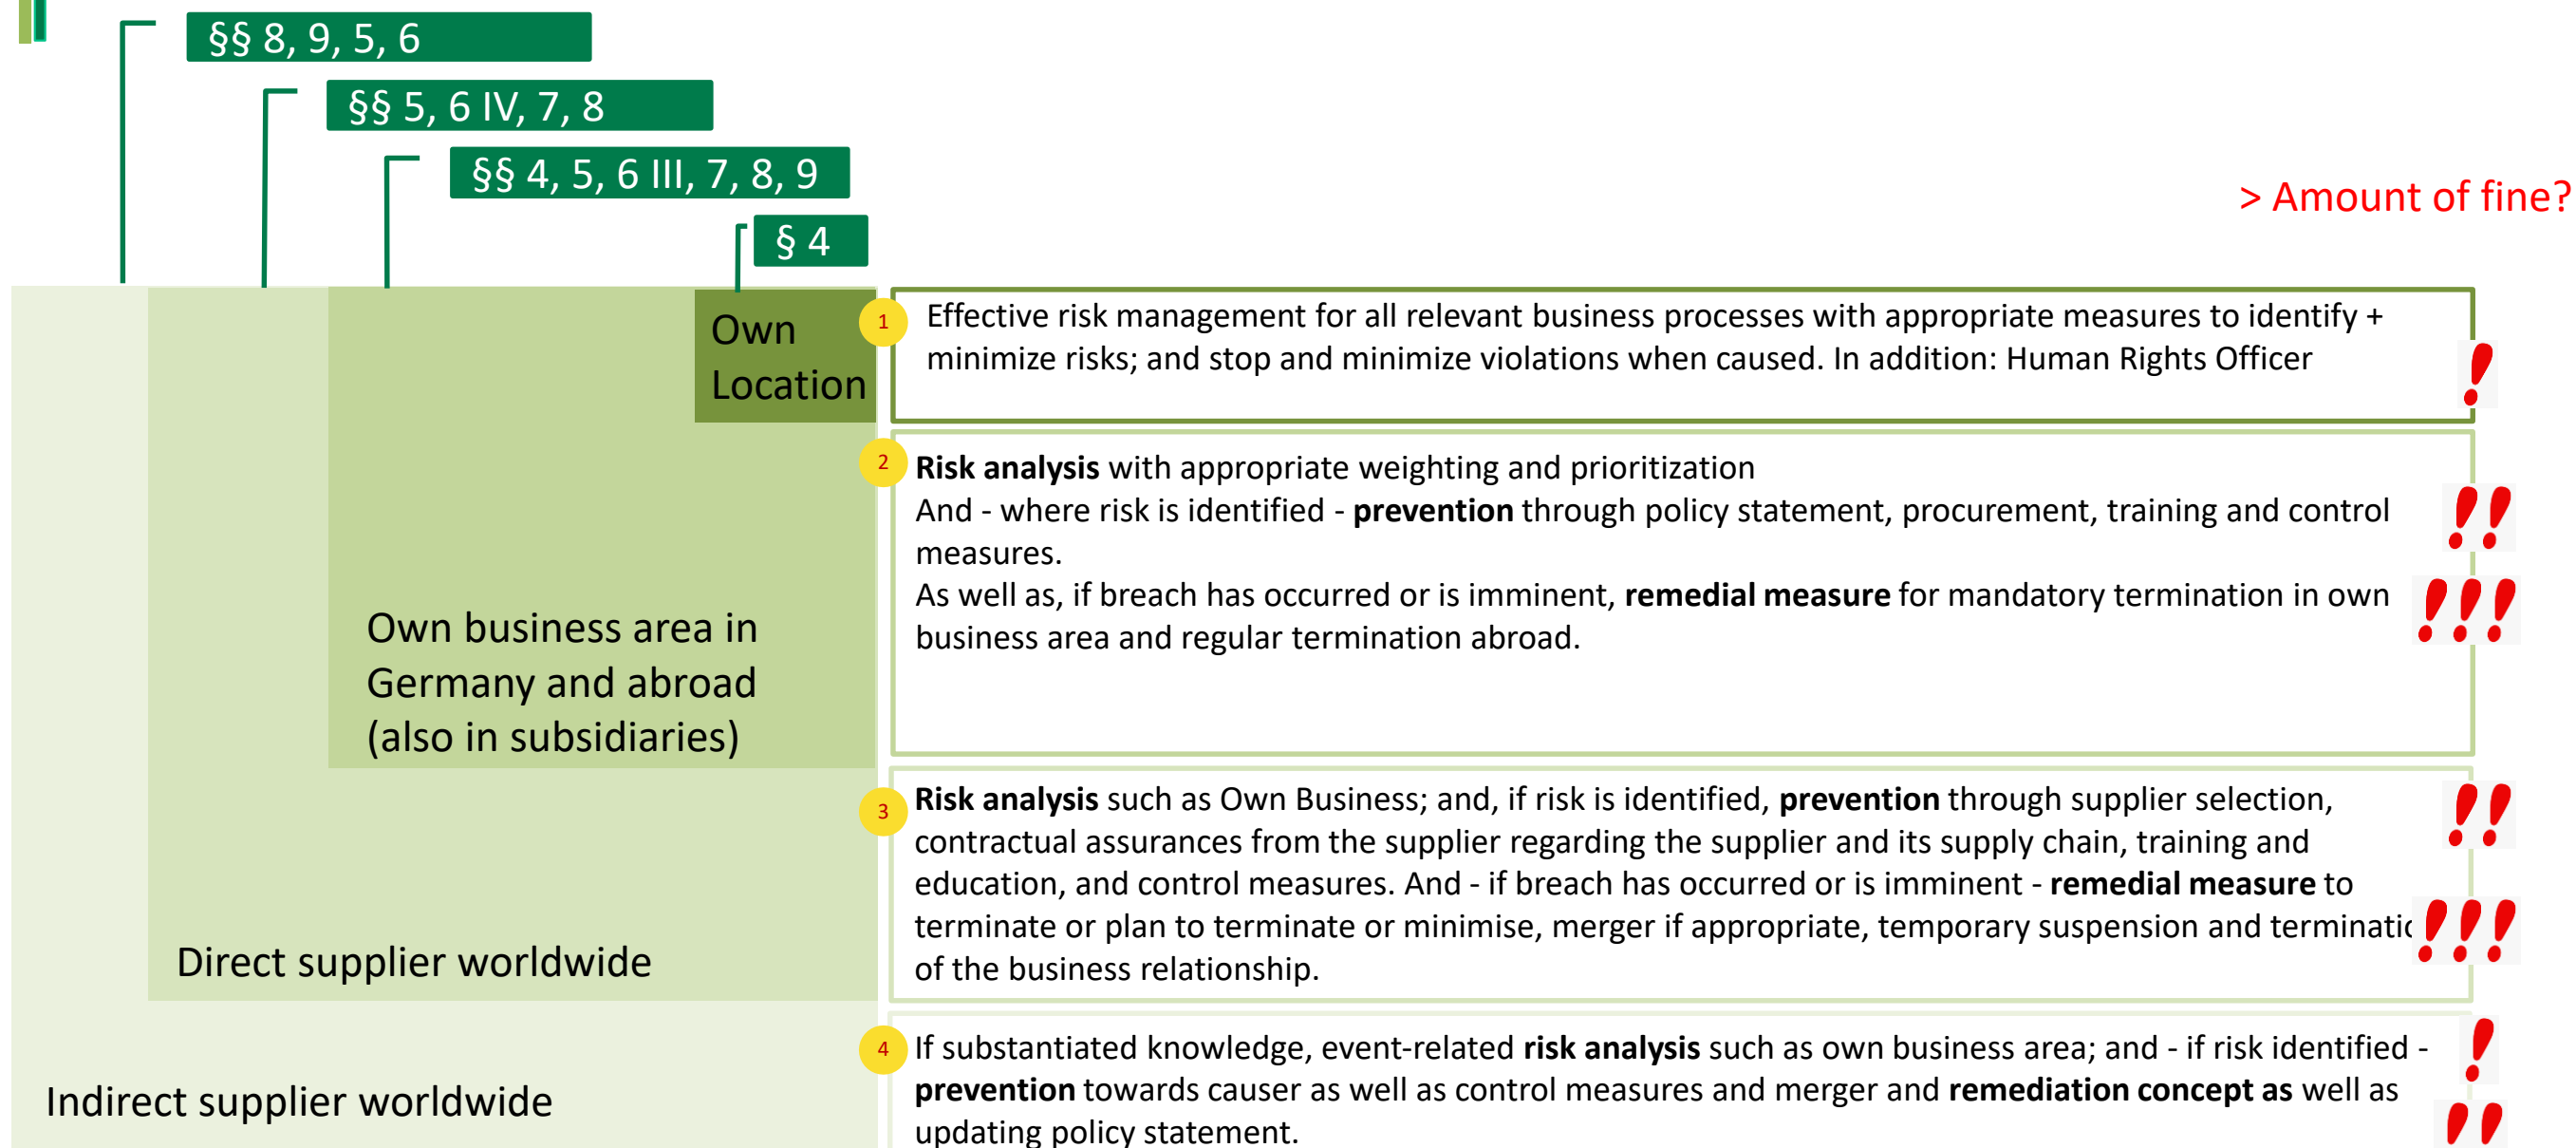 §§ 8, 9, 5, 6
§§ 5, 6 IV, 7, 8
§§ 4, 5, 6 III, 7, 8, 9
> Amount of fine?
§ 4
Own
Location
1
Effective risk management for all relevant business processes with appropriate measures to identify +
minimize risks; and stop and minimize violations when caused. In addition: Human Rights Officer
!
2
Risk analysis with appropriate weighting and prioritization
And - where risk is identified - prevention through policy statement, procurement, training and control
measures.
!!
As well as, if breach has occurred or is imminent, remedial measure for mandatory termination in own
business area and regular termination abroad.
!!!
Own business area in
Germany and abroad
(also in subsidiaries)
3
Risk analysis such as Own Business; and, if risk is identified, prevention through supplier selection,
contractual assurances from the supplier regarding the supplier and its supply chain, training and
!!
education, and control measures. And - if breach has occurred or is imminent - remedial measure to
terminate or plan to terminate or minimise, merger if appropriate, temporary suspension and terminatic
of the business relationship.
!!!
Direct supplier worldwide
4
If substantiated knowledge, event-related risk analysis such as own business area; and - if risk identified -
!
prevention towards causer as well as control measures and merger and remediation concept as well as
updating policy statement.
!!
Indirect supplier worldwide